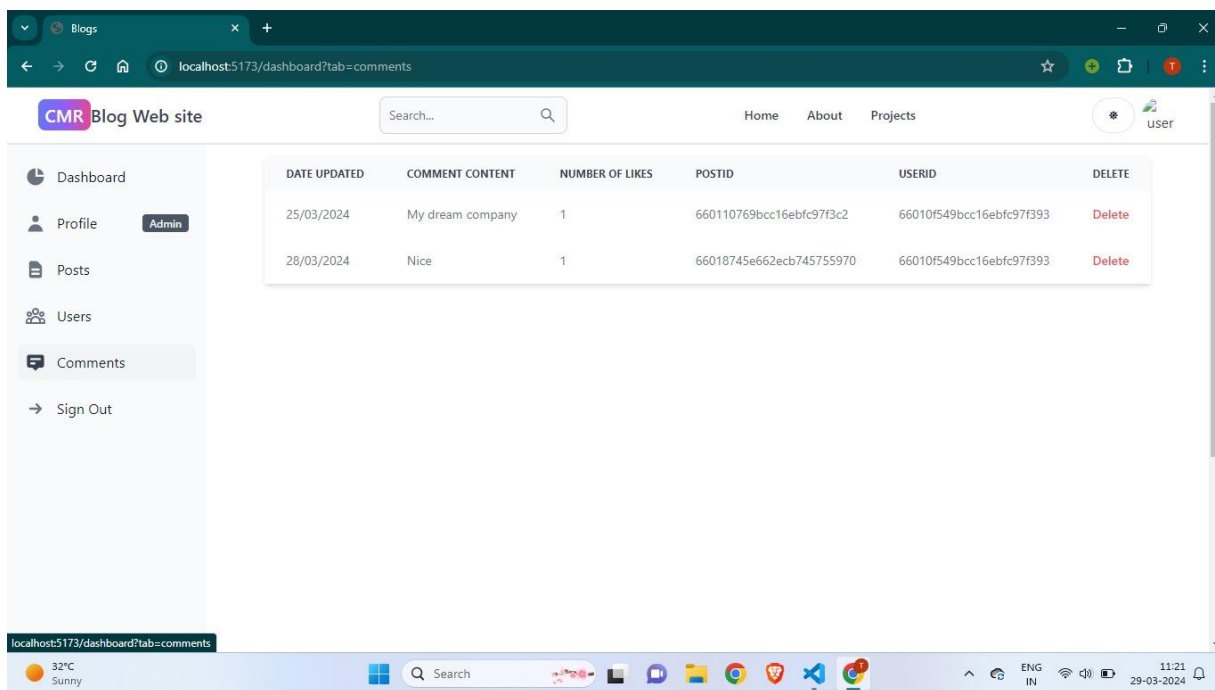 Blogs
localhost:5173/dashboard?tab=comments
T
CMR Blog Web site
Search...
Home About Projects
user
Dashboard
Profile Admin
Posts
Users
Comments
Sign Out
DATE UPDATED COMMENT CONTENT NUMBER OF LIKES POSTID USERID DELETE
25/03/2024 My dream company 1 660110769bcc16ebfc97f3c2 66010f549bcc16ebfc97f393 Delete
28/03/2024 Nice 1 66018745e662ecb745755970 66010f549bcc16ebfc97f393 Delete
localhost:5173/dashboard?tab=comments
32°C
Sunny
Search
ENG
IN
11:21
29-03-2024